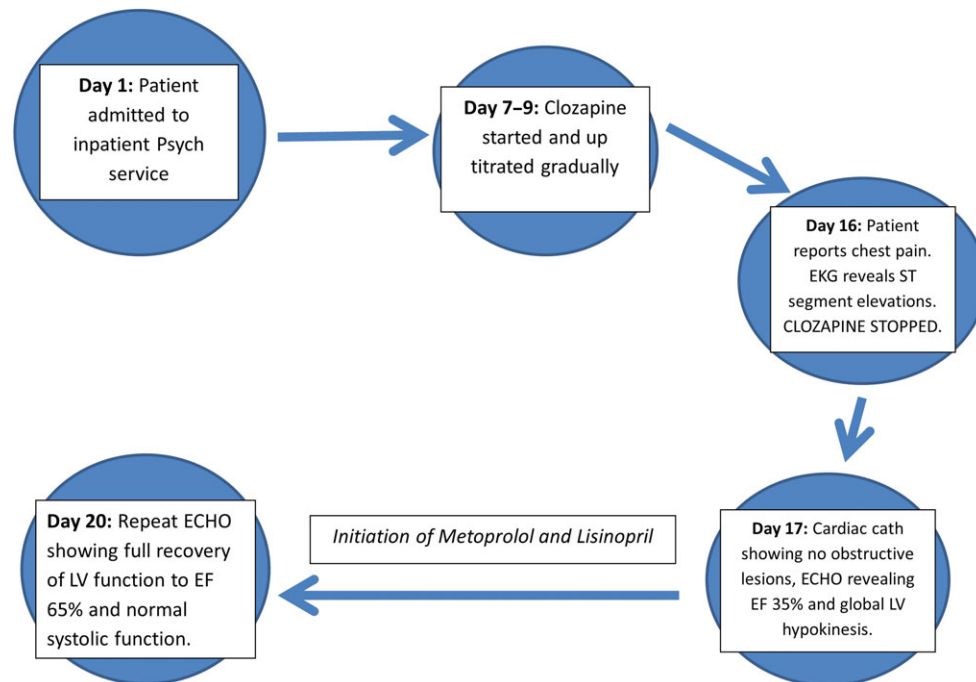 Day 1: Patient
admitted to
inpatient Psych
service
Day 7–9: Clozapine
started and up
titrated gradually
Day 16: Patient
reports chest pain.
EKG reveals ST
segment elevations.
CLOZAPINE STOPPED.
Day 17: Cardiac cath
showing no obstructive
lesions, ECHO revealing
EF 35% and global LV
hypokinesis.
Initiation of Metoprolol and Lisinopril
Day 20: Repeat ECHO
showing full recovery
of LV function to EF
65% and normal
systolic function.